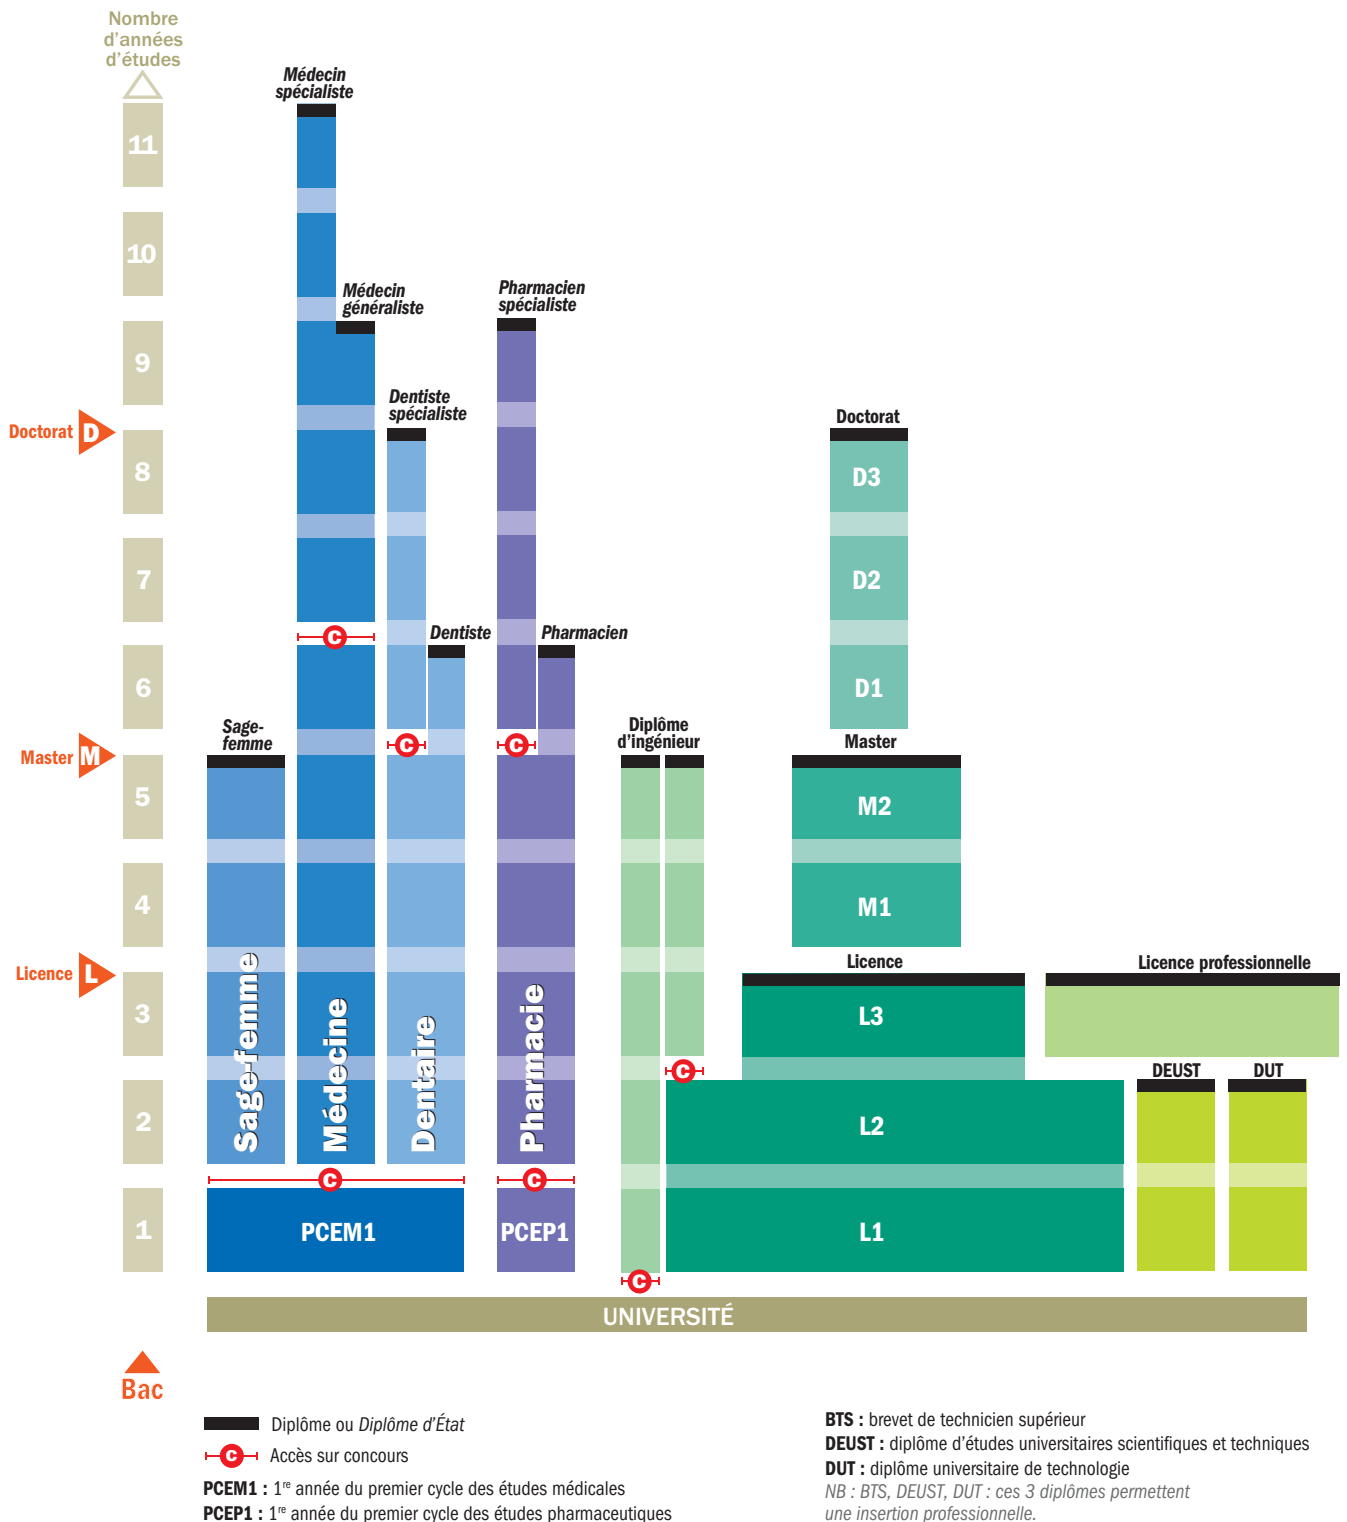 Nombre
d'années
d'études
Médecin
spécialiste
11
10
Médecin
généraliste
Pharmacien
spécialiste
9
Dentiste
spécialiste
Doctorat D
Doctorat
8
D3
7
D2
C
Dentiste
Pharmacien
6
D1
Sage-
femme
C
C
Diplôme
d'ingénieur
Master
Master M
5
M2
4
M1
Licence L
Licence
Licence professionnelle
3
L3
Sage-femme
Médecine
Dentaire
Pharmacie
C
DEUST
DUT
2
L2
C
C
1
PCEM1
PCEP1
L1
C
UNIVERSITÉ
Bac
Diplôme ou Diplôme d'État
C Accès sur concours
PCEM1 : 1re année du premier cycle des études médicales
PCEP1 : 1re année du premier cycle des études pharmaceutiques
BTS : brevet de technicien supérieur
DEUST : diplôme d'études universitaires scientifiques et techniques
DUT : diplôme universitaire de technologie
NB : BTS, DEUST, DUT : ces 3 diplômes permettent
une insertion professionnelle.